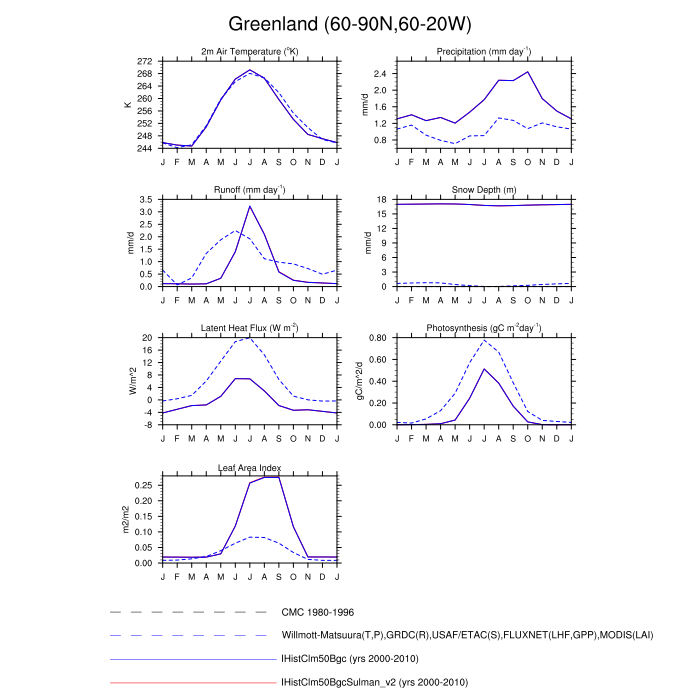 Greenland (60-90N,60-20W)
2m Air Temperature (°K)
Precipitation (mm day⁻¹)
272
268
264
260
256
252
248
244
K
J F M A M J J A S O N D J
2.4
2.0
1.6
1.2
0.8
mm/d
J F M A M J J A S O N D J
Runoff (mm day⁻¹)
Snow Depth (m)
3.5
3.0
2.5
2.0
1.5
1.0
0.5
0.0
mm/d
J F M A M J J A S O N D J
18
15
12
9
6
3
0
mm/d
J F M A M J J A S O N D J
Latent Heat Flux (W m⁻²)
Photosynthesis (gC m⁻²day⁻¹)
20
16
12
8
4
0
-4
-8
W/m^2
J F M A M J J A S O N D J
0.80
0.60
0.40
0.20
0.00
gC/m^2/d
J F M A M J J A S O N D J
Leaf Area Index
0.25
0.20
0.15
0.10
0.05
0.00
m2/m2
J F M A M J J A S O N D J
CMC 1980-1996
Willmott-Matsuura(T,P),GRDC(R),USAF/ETAC(S),FLUXNET(LHF,GPP),MODIS(LAI)
IHistClm50Bgc (yrs 2000-2010)
IHistClm50BgcSulman_v2 (yrs 2000-2010)